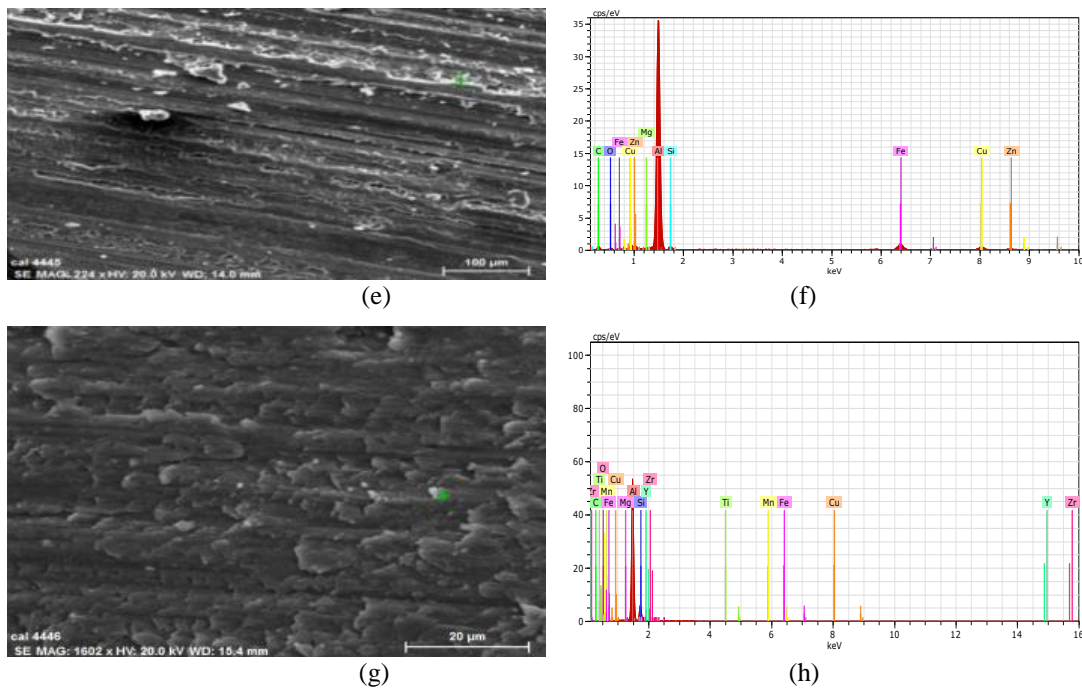 cps/eV
35
30
25
20
15
10
5
0
Mg
Fe Zn
C O Cu Al Si Fe Cu Zn
1 2 3 4 5 6 7 8 9 10
keV
cal 4445
SE MAG: 224 x HV: 20.0 kV WD: 14.0 mm
100 µm
(e) (f)
cps/eV
100
80
60
40
20
0
O
Ti Cu Zr
Zr Mn Al Y
C Fe Mg Si Ti Mn Fe Cu Y Zr
2 4 6 8 10 12 14 16
keV
cal 4446
SE MAG: 1602 x HV: 20.0 kV WD: 15.4 mm
20 µm
(g) (h)